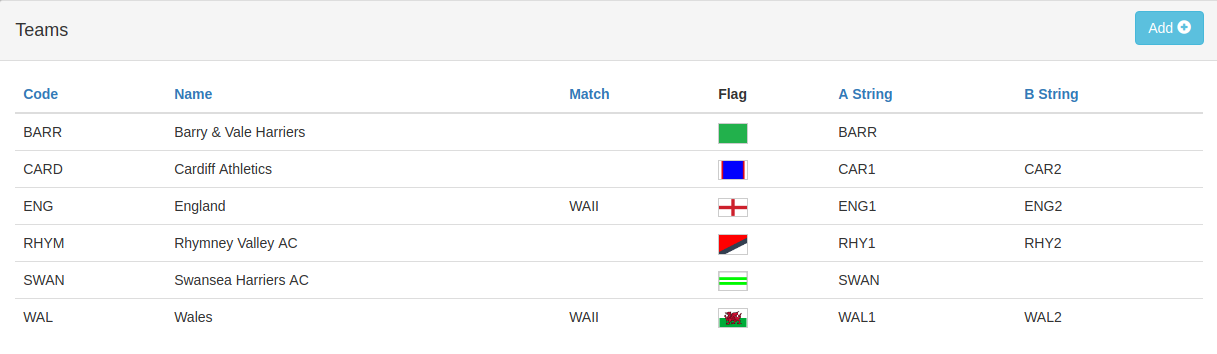 Teams
Add
Code Name Match Flag A String B String
BARR Barry & Vale Harriers BARR
CARD Cardiff Athletics CAR1 CAR2
ENG England WAII ENG1 ENG2
RHYM Rhymney Valley AC RHY1 RHY2
SWAN Swansea Harriers AC SWAN
WAL Wales WAII WAL1 WAL2